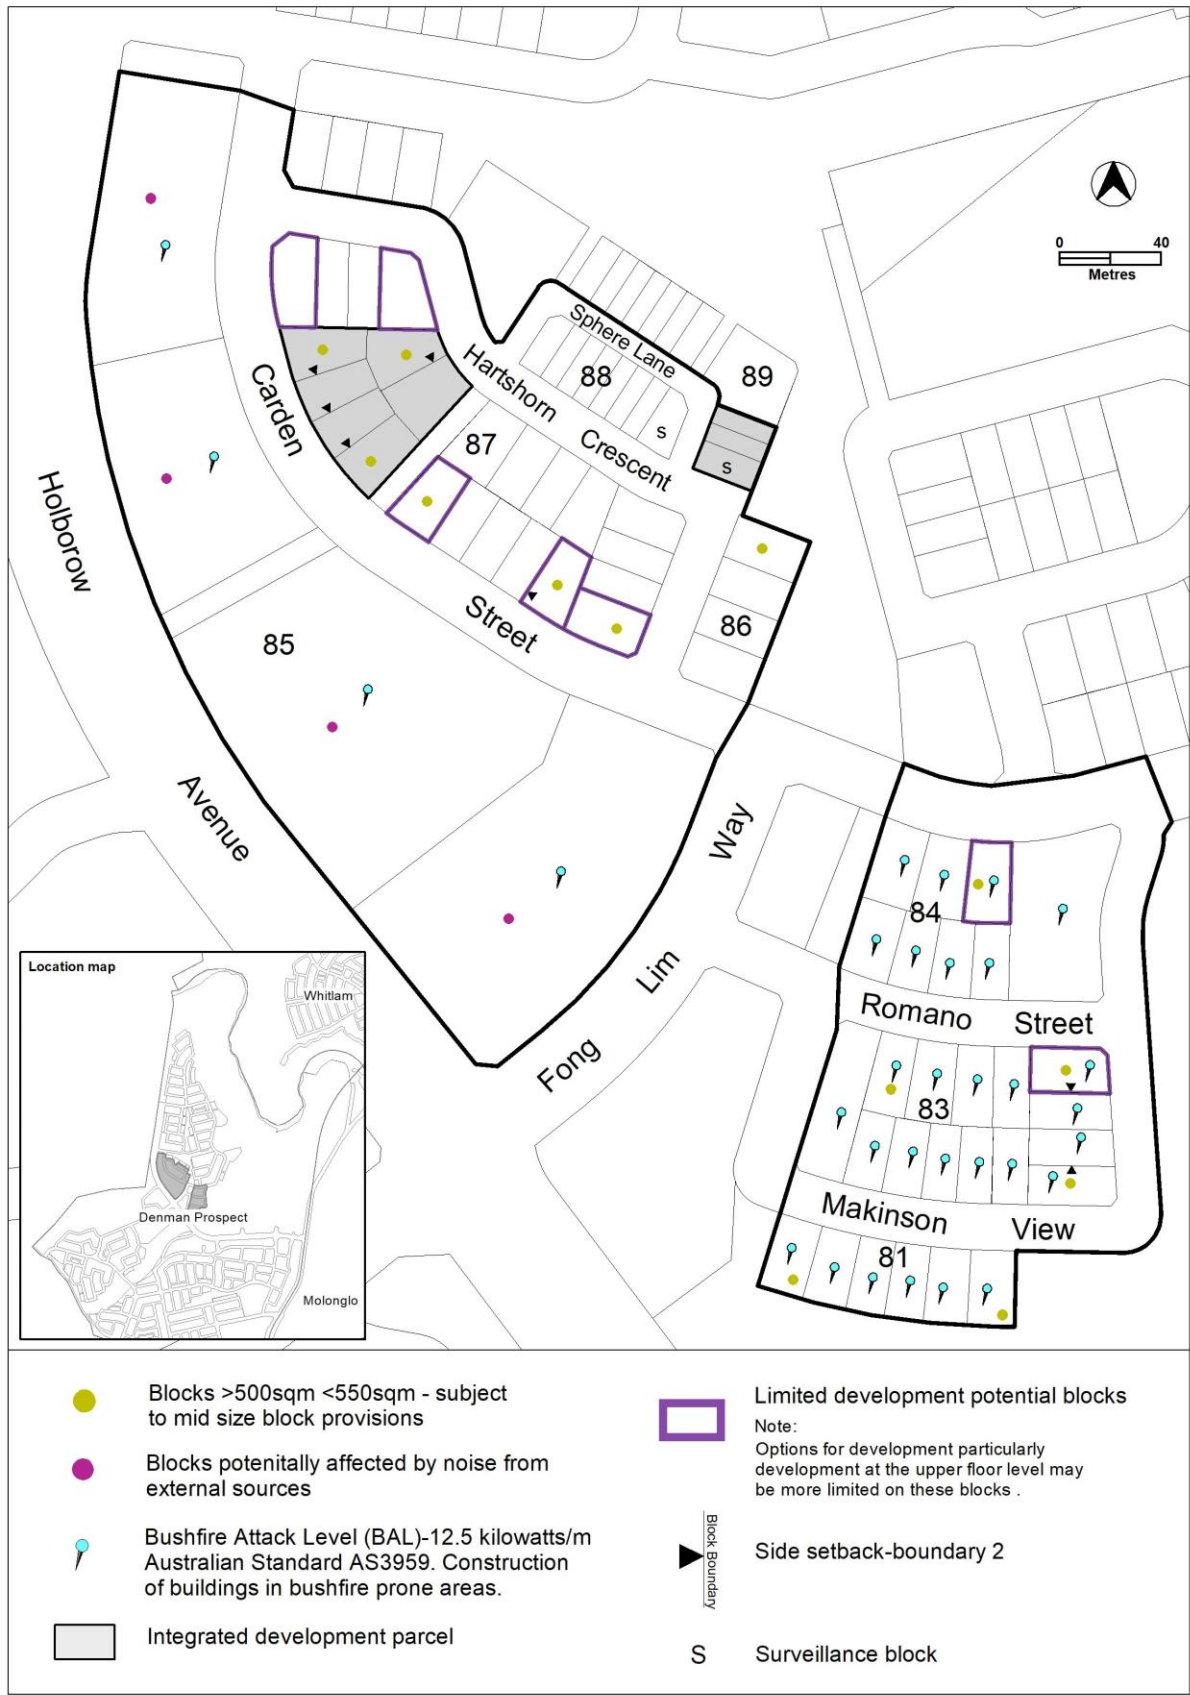 0 40
Metres
Sphere Lane
88
89
Hartshorn
Crescent
S
S
Carden
Street
87
86
Holborow
Avenue
85
Way
Lim
Fong
84
Romano Street
83
Makinson View
81
Location map
Whitlam
Denman Prospect
Molonglo
Blocks >500sqm <550sqm - subject
to mid size block provisions
Blocks potenitally affected by noise from
external sources
Bushfire Attack Level (BAL)-12.5 kilowatts/m
Australian Standard AS3959. Construction
of buildings in bushfire prone areas.
Integrated development parcel
Limited development potential blocks
Note:
Options for development particularly
development at the upper floor level may
be more limited on these blocks .
Block Boundary
Side setback-boundary 2
S Surveillance block